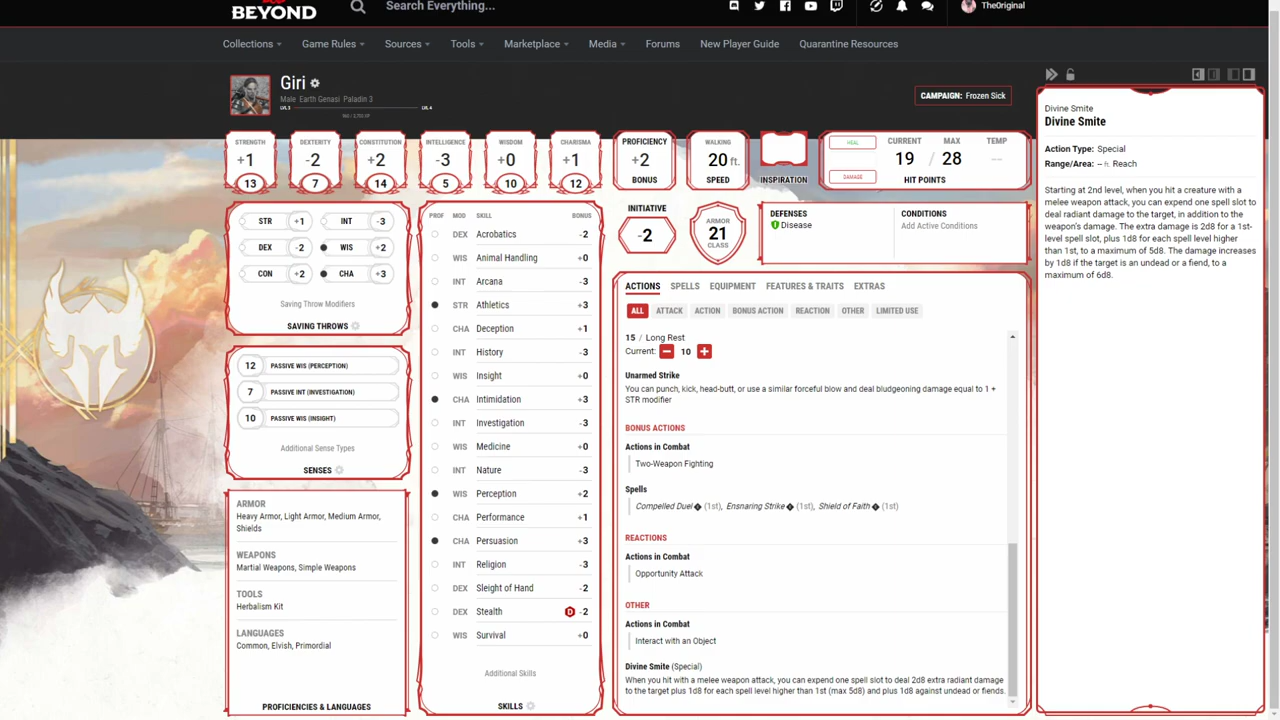 BEYOND
Search Everything...
TheOriginal
Collections
Game Rules
Sources
Tools
Marketplace
Media
Forums
New Player Guide
Quarantine Resources
Giri
Male Earth Genasi Paladin 3
LVL 3
LVL 4
CAMPAIGN: Frozen Sick
STRENGTH
+1
13
DEXTERITY
-2
7
CONSTITUTION
+2
14
INTELLIGENCE
-3
5
WISDOM
+0
10
CHARISMA
+1
12
PROFICIENCY
+2
BONUS
WALKING
20 ft.
SPEED
INSPIRATION
HEAL
DAMAGE
CURRENT MAX TEMP
19 / 28 --
HIT POINTS
STR +1
INT -3
DEX -2
WIS +2
CON +2
CHA +3
Saving Throw Modifiers
SAVING THROWS
12 PASSIVE WIS (PERCEPTION)
7 PASSIVE INT (INVESTIGATION)
10 PASSIVE WIS (INSIGHT)
Additional Sense Types
SENSES
ARMOR
Heavy Armor, Light Armor, Medium Armor,
Shields
WEAPONS
Martial Weapons, Simple Weapons
TOOLS
Herbalism Kit
LANGUAGES
Common, Elvish, Primordial
PROFICIENCIES & LANGUAGES
PROF MOD SKILL BONUS
DEX Acrobatics -2
WIS Animal Handling +0
INT Arcana -3
STR Athletics +3
CHA Deception +1
INT History -3
WIS Insight +0
CHA Intimidation +3
INT Investigation -3
WIS Medicine +0
INT Nature -3
WIS Perception +2
CHA Performance +1
CHA Persuasion +3
INT Religion -3
DEX Sleight of Hand -2
DEX Stealth D -2
WIS Survival +0
Additional Skills
SKILLS
INITIATIVE
-2
ARMOR
21
CLASS
DEFENSES
Disease
CONDITIONS
Add Active Conditions
ACTIONS
SPELLS
EQUIPMENT
FEATURES & TRAITS
EXTRAS
ALL
ATTACK
ACTION
BONUS ACTION
REACTION
OTHER
LIMITED USE
15 / Long Rest
Current: 10
Unarmed Strike
You can punch, kick, head-butt, or use a similar forceful blow and deal bludgeoning damage equal to 1 +
STR modifier
BONUS ACTIONS
Actions in Combat
Two-Weapon Fighting
Spells
Compelled Duel (1st), Ensnaring Strike (1st), Shield of Faith (1st)
REACTIONS
Actions in Combat
Opportunity Attack
OTHER
Actions in Combat
Interact with an Object
Divine Smite (Special)
When you hit with a melee weapon attack, you can expend one spell slot to deal 2d8 extra radiant damage
to the target plus 1d8 for each spell level higher than 1st (max 5d8) and plus 1d8 against undead or fiends.
Divine Smite
Divine Smite
Action Type: Special
Range/Area: -- ft. Reach
Starting at 2nd level, when you hit a creature with a
melee weapon attack, you can expend one spell slot to
deal radiant damage to the target, in addition to the
weapon's damage. The extra damage is 2d8 for a 1st-
level spell slot, plus 1d8 for each spell level higher
than 1st, to a maximum of 5d8. The damage increases
by 1d8 if the target is an undead or a fiend, to a
maximum of 6d8.